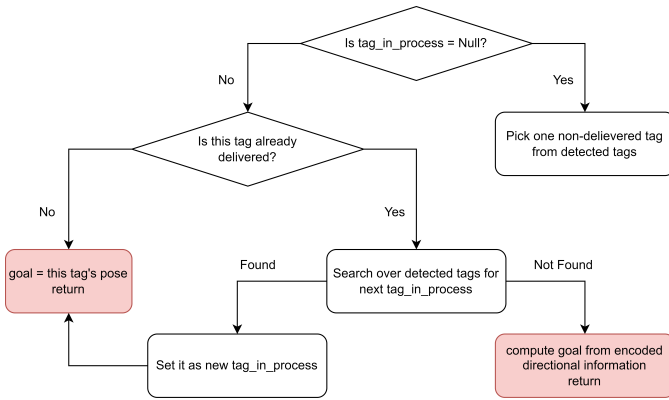 Is tag_in_process = Null?
No
Yes
Is this tag already
delivered?
Pick one non-delievered tag
from detected tags
No
Yes
goal = this tag's pose
return
Found
Search over detected tags for
next tag_in_process
Not Found
Set it as new tag_in_process
compute goal from encoded
directional information
return